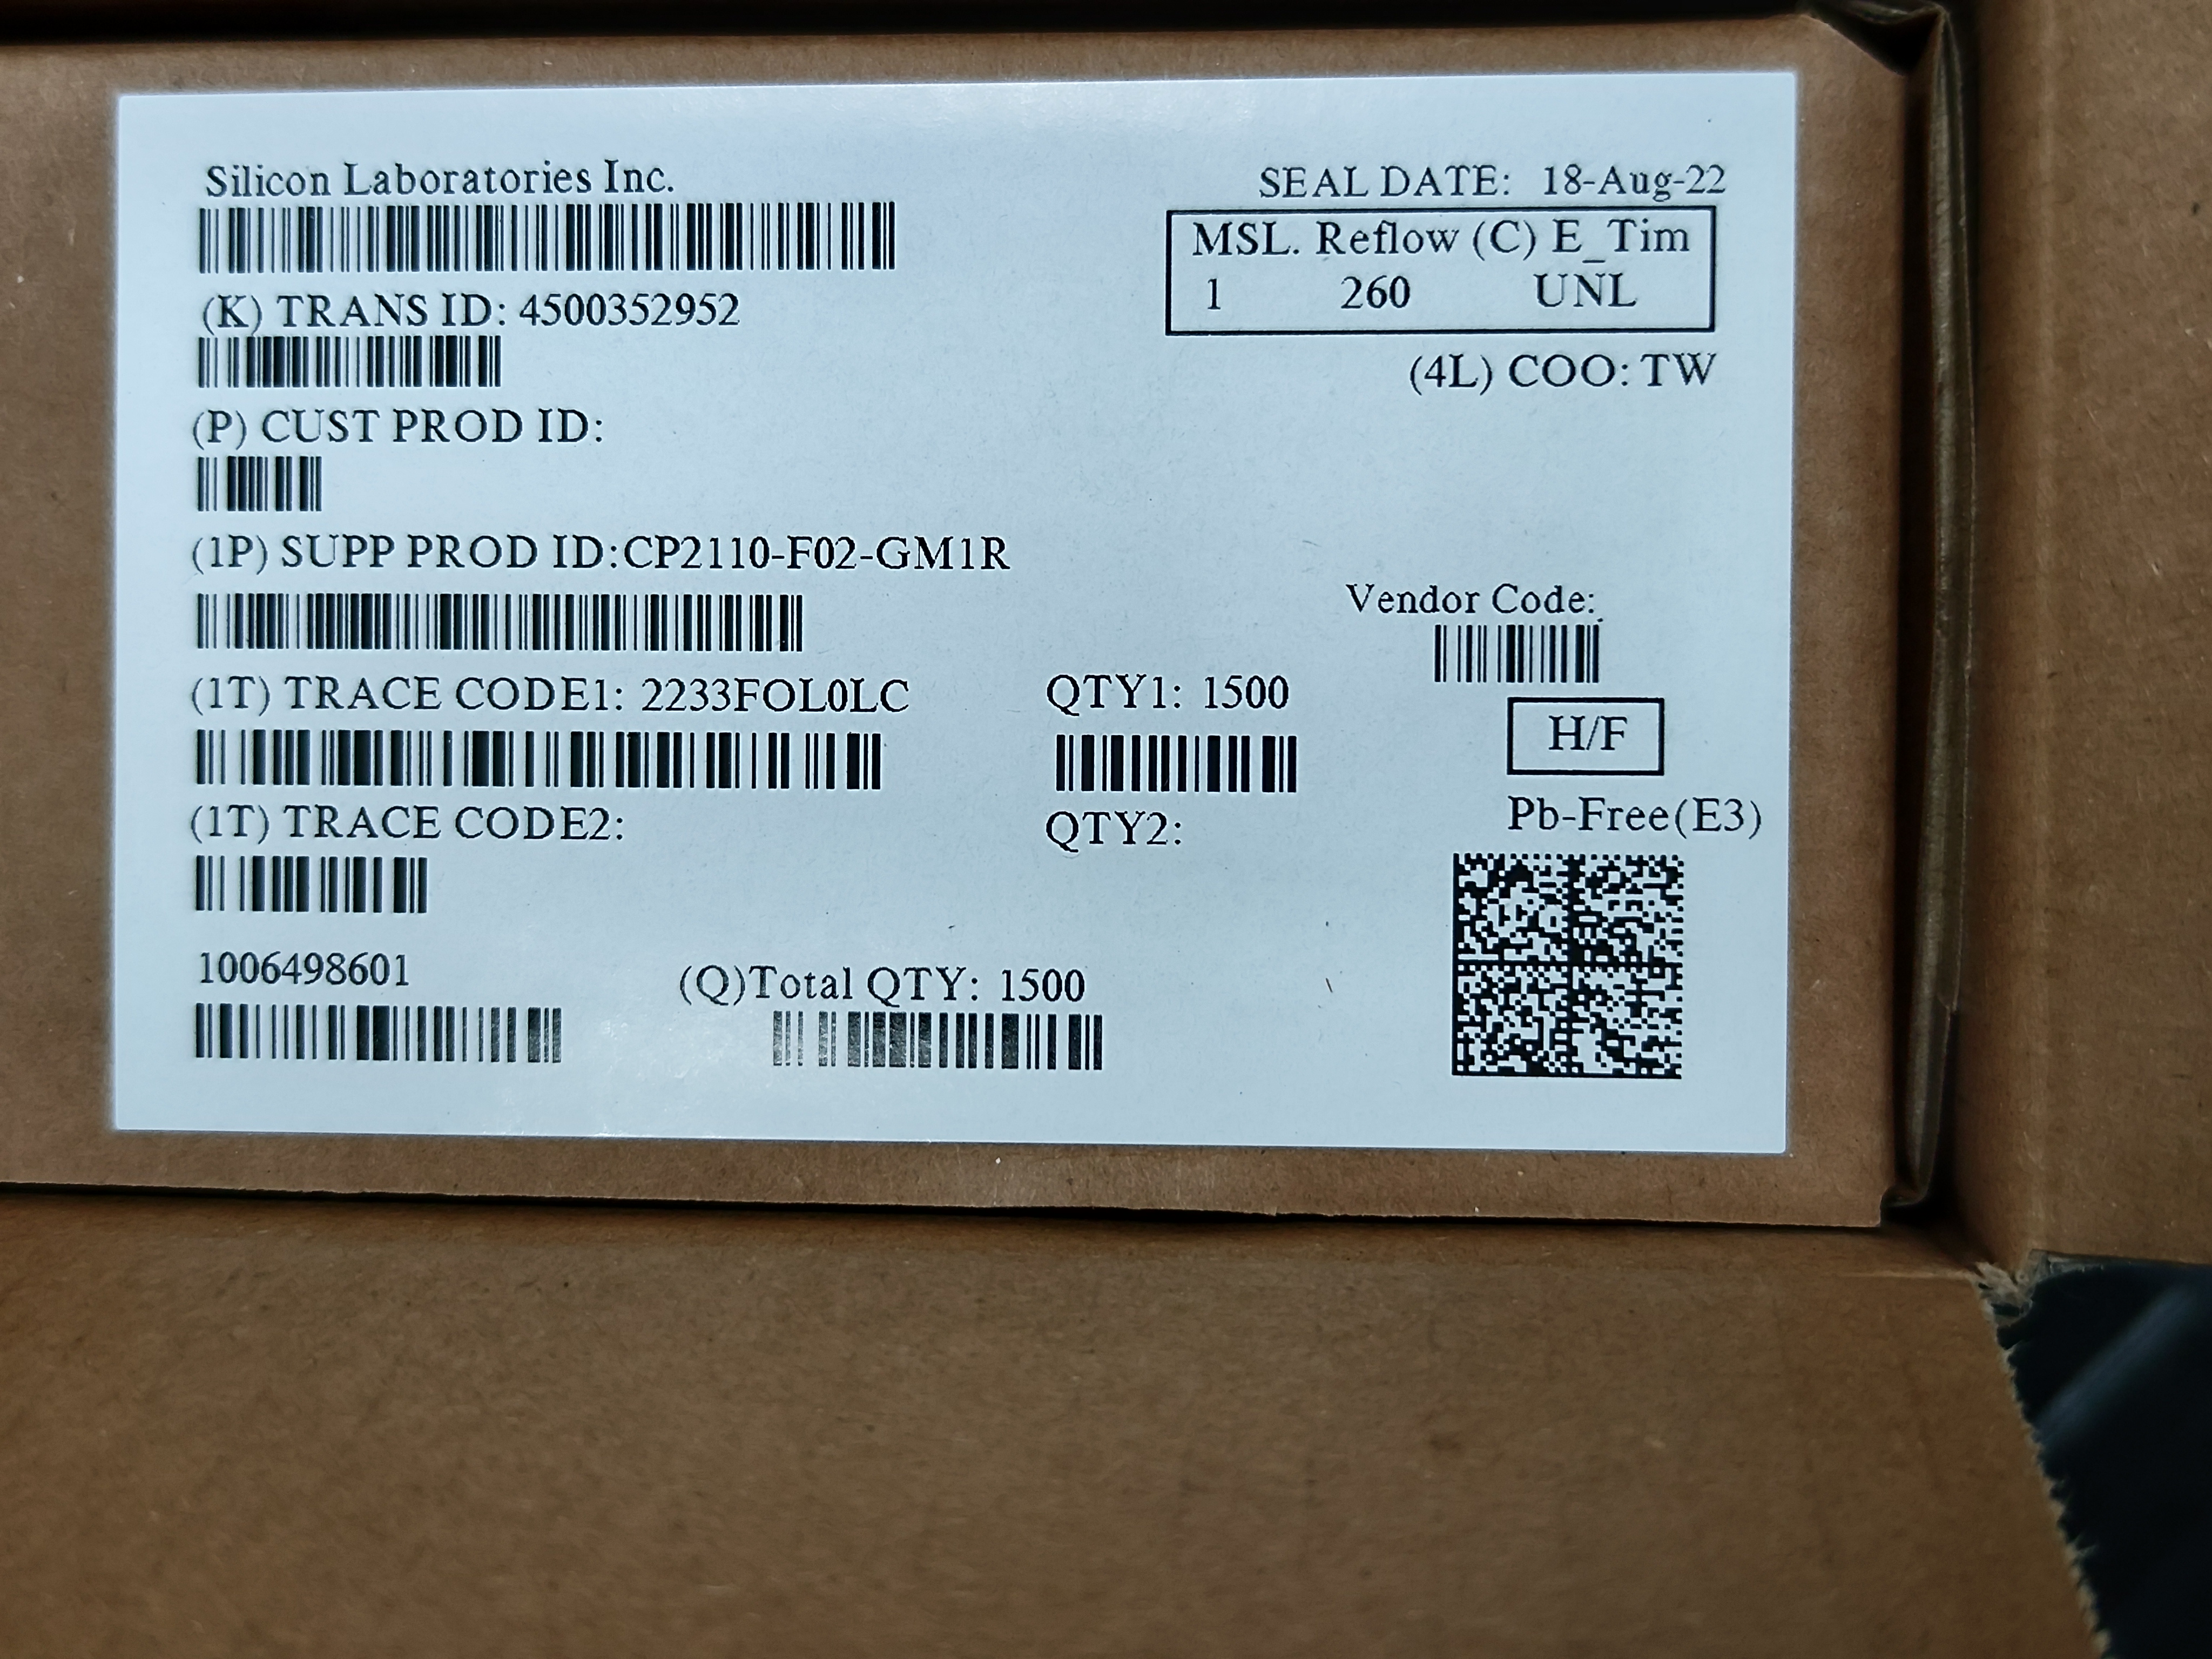 Silicon Laboratories Inc.
SEAL DATE: 18-Aug-22
MSL. Reflow (C) E_Tim
1 260 UNL
(K) TRANS ID: 4500352952
(4L) COO: TW
(P) CUST PROD ID:
(1P) SUPP PROD ID:CP2110-F02-GM1R
Vendor Code:
(1T) TRACE CODE1: 2233FOL0LC
QTY1: 1500
H/F
Pb-Free(E3)
(1T) TRACE CODE2:
QTY2:
1006498601
(Q)Total QTY: 1500